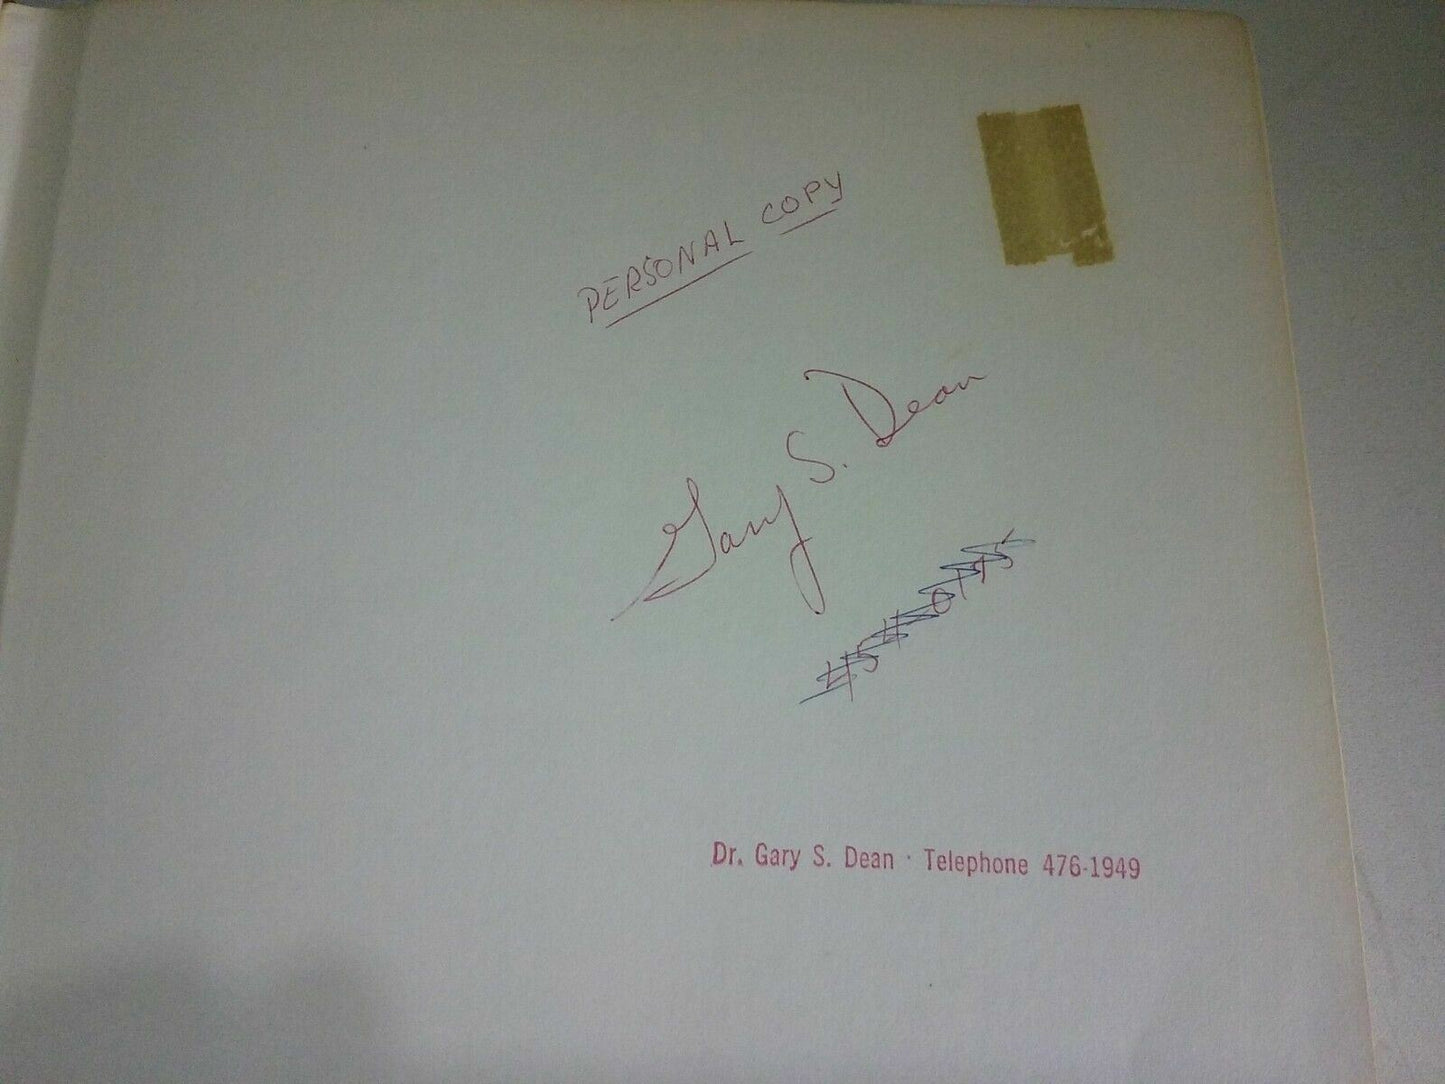 PERSONAL COPY
Gary S. Dean
Dr. Gary S. Dean · Telephone 476-1949